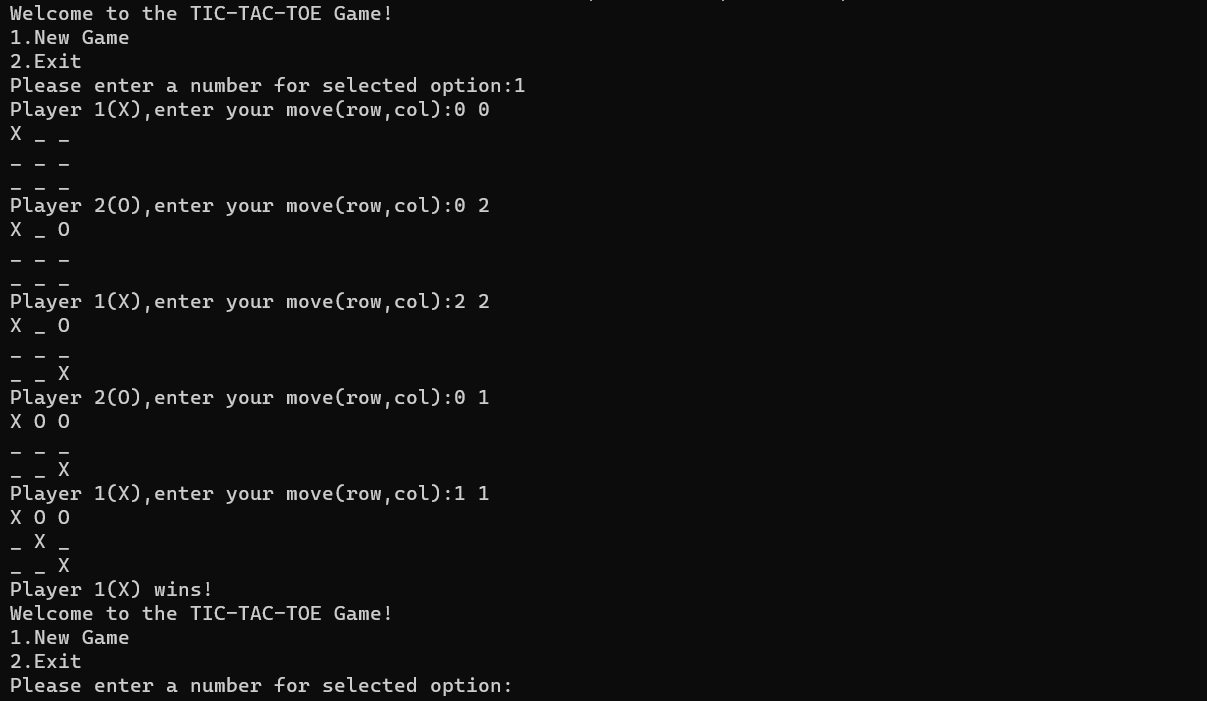 Welcome to the TIC-TAC-TOE Game!
1.New Game
2.Exit
Please enter a number for selected option:1
Player 1(X),enter your move(row,col):0 0
X _ _
_ _ _
_ _ _
Player 2(O),enter your move(row,col):0 2
X _ O
_ _ _
_ _ _
Player 1(X),enter your move(row,col):2 2
X _ O
_ _ _
_ _ X
Player 2(O),enter your move(row,col):0 1
X O O
_ _ _
_ _ X
Player 1(X),enter your move(row,col):1 1
X O O
_ X _
_ _ X
Player 1(X) wins!
Welcome to the TIC-TAC-TOE Game!
1.New Game
2.Exit
Please enter a number for selected option: